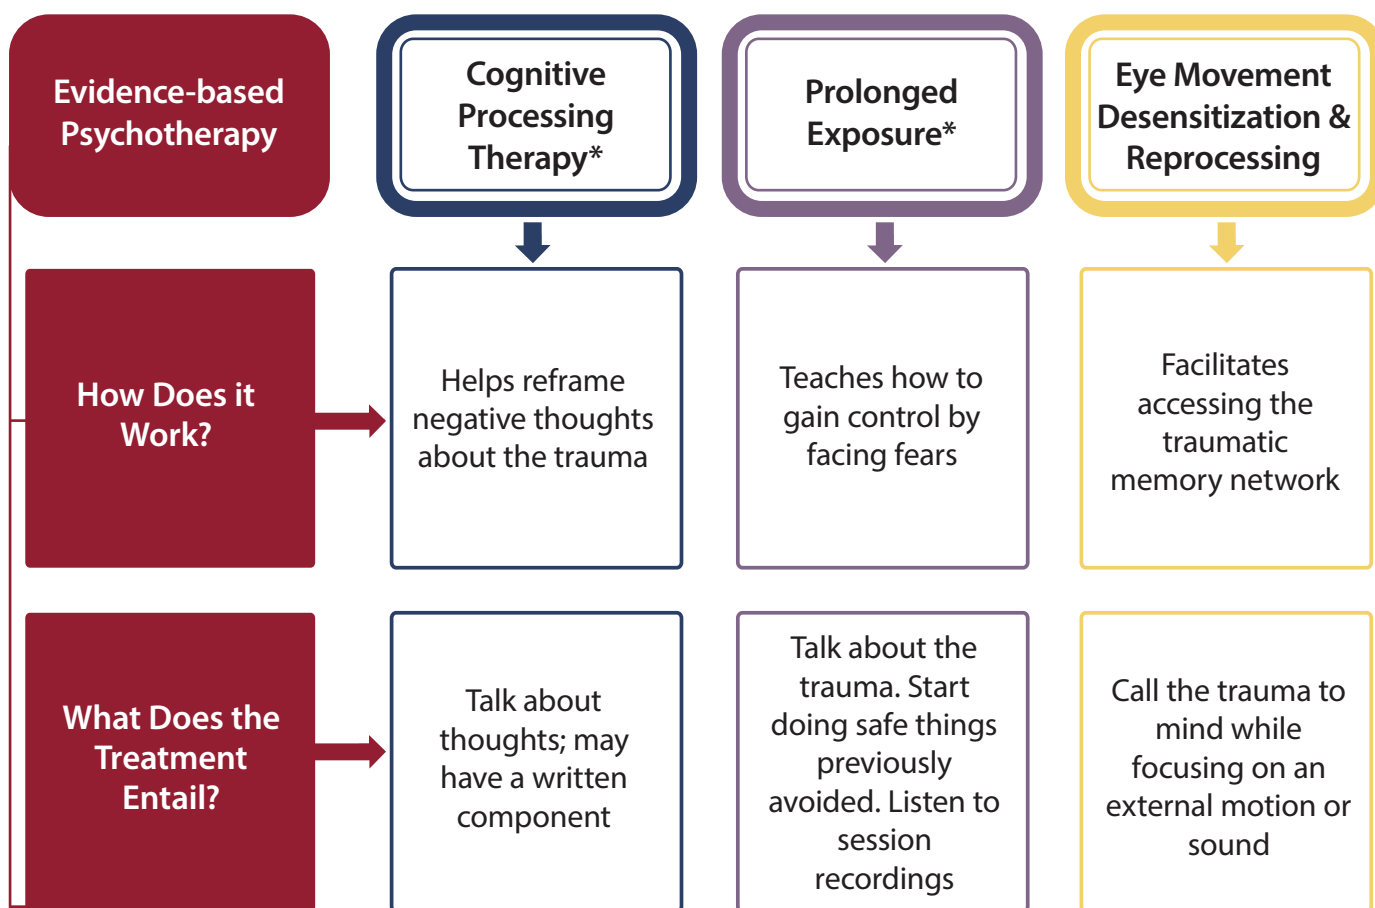 Evidence-based
Psychotherapy
Cognitive
Processing
Therapy*
Prolonged
Exposure*
Eye Movement
Desensitization &
Reprocessing
How Does it
Work?
Helps reframe
negative thoughts
about the trauma
Teaches how to
gain control by
facing fears
Facilitates
accessing the
traumatic
memory network
What Does the
Treatment
Entail?
Talk about
thoughts; may
have a written
component
Talk about the
trauma. Start
doing safe things
previously
avoided. Listen to
session
recordings
Call the trauma to
mind while
focusing on an
external motion or
sound